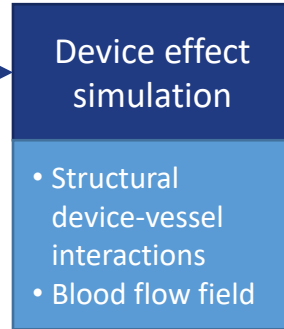 Device effect
simulation
• Structural
device-vessel
interactions
• Blood flow field